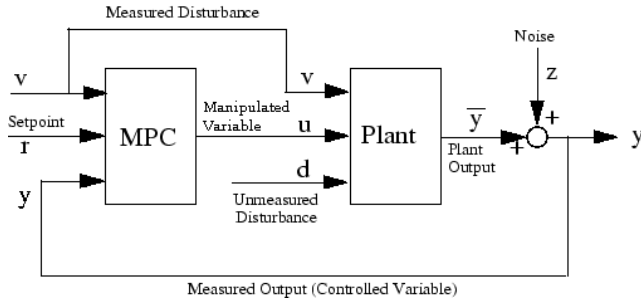 Measured Disturbance
Noise
v
v
z
Setpoint
r
MPC
Manipulated
Variable
u
Plant
y
+
+
Plant
Output
y
y
d
Unmeasured
Disturbance
Measured Output (Controlled Variable)